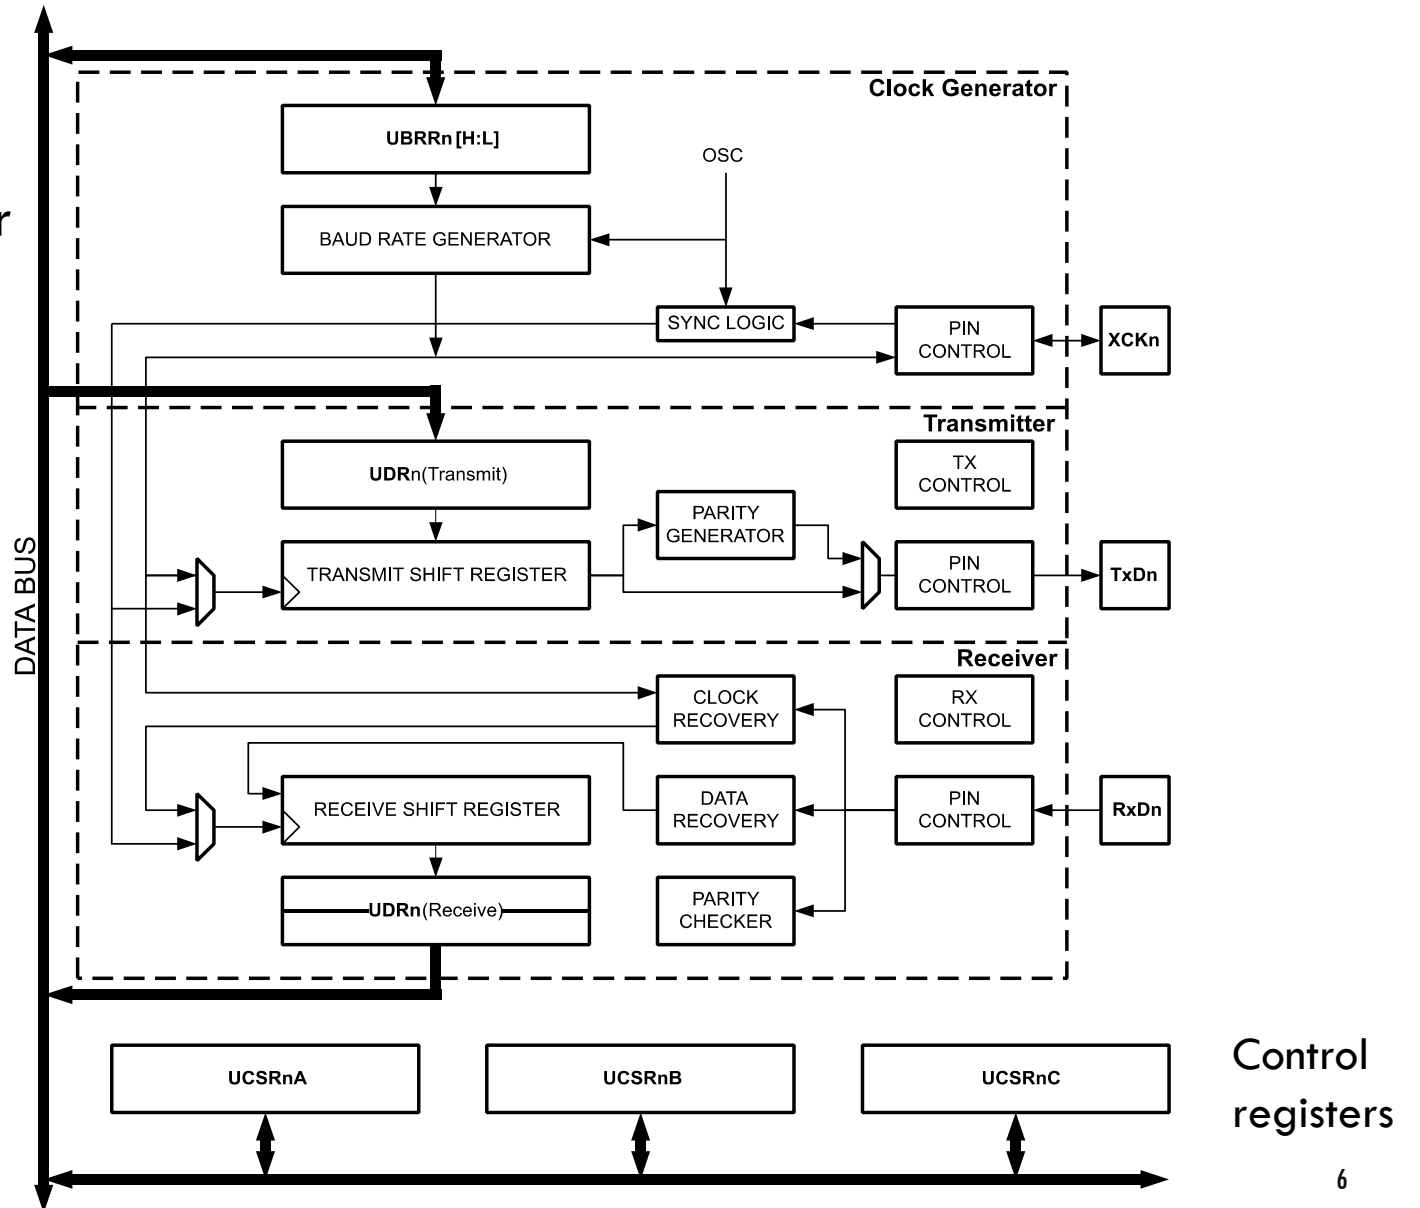 Clock Generator
UBRRn [H:L]
OSC
r
BAUD RATE GENERATOR
SYNC LOGIC
PIN
CONTROL
XCKn
Transmitter
UDRn(Transmit)
TX
CONTROL
PARITY
GENERATOR
TRANSMIT SHIFT REGISTER
PIN
CONTROL
TxDn
DATA BUS
Receiver
CLOCK
RECOVERY
RX
CONTROL
RECEIVE SHIFT REGISTER
DATA
RECOVERY
PIN
CONTROL
RxDn
UDRn(Receive)
PARITY
CHECKER
UCSRnA
UCSRnB
UCSRnC
Control
registers
6